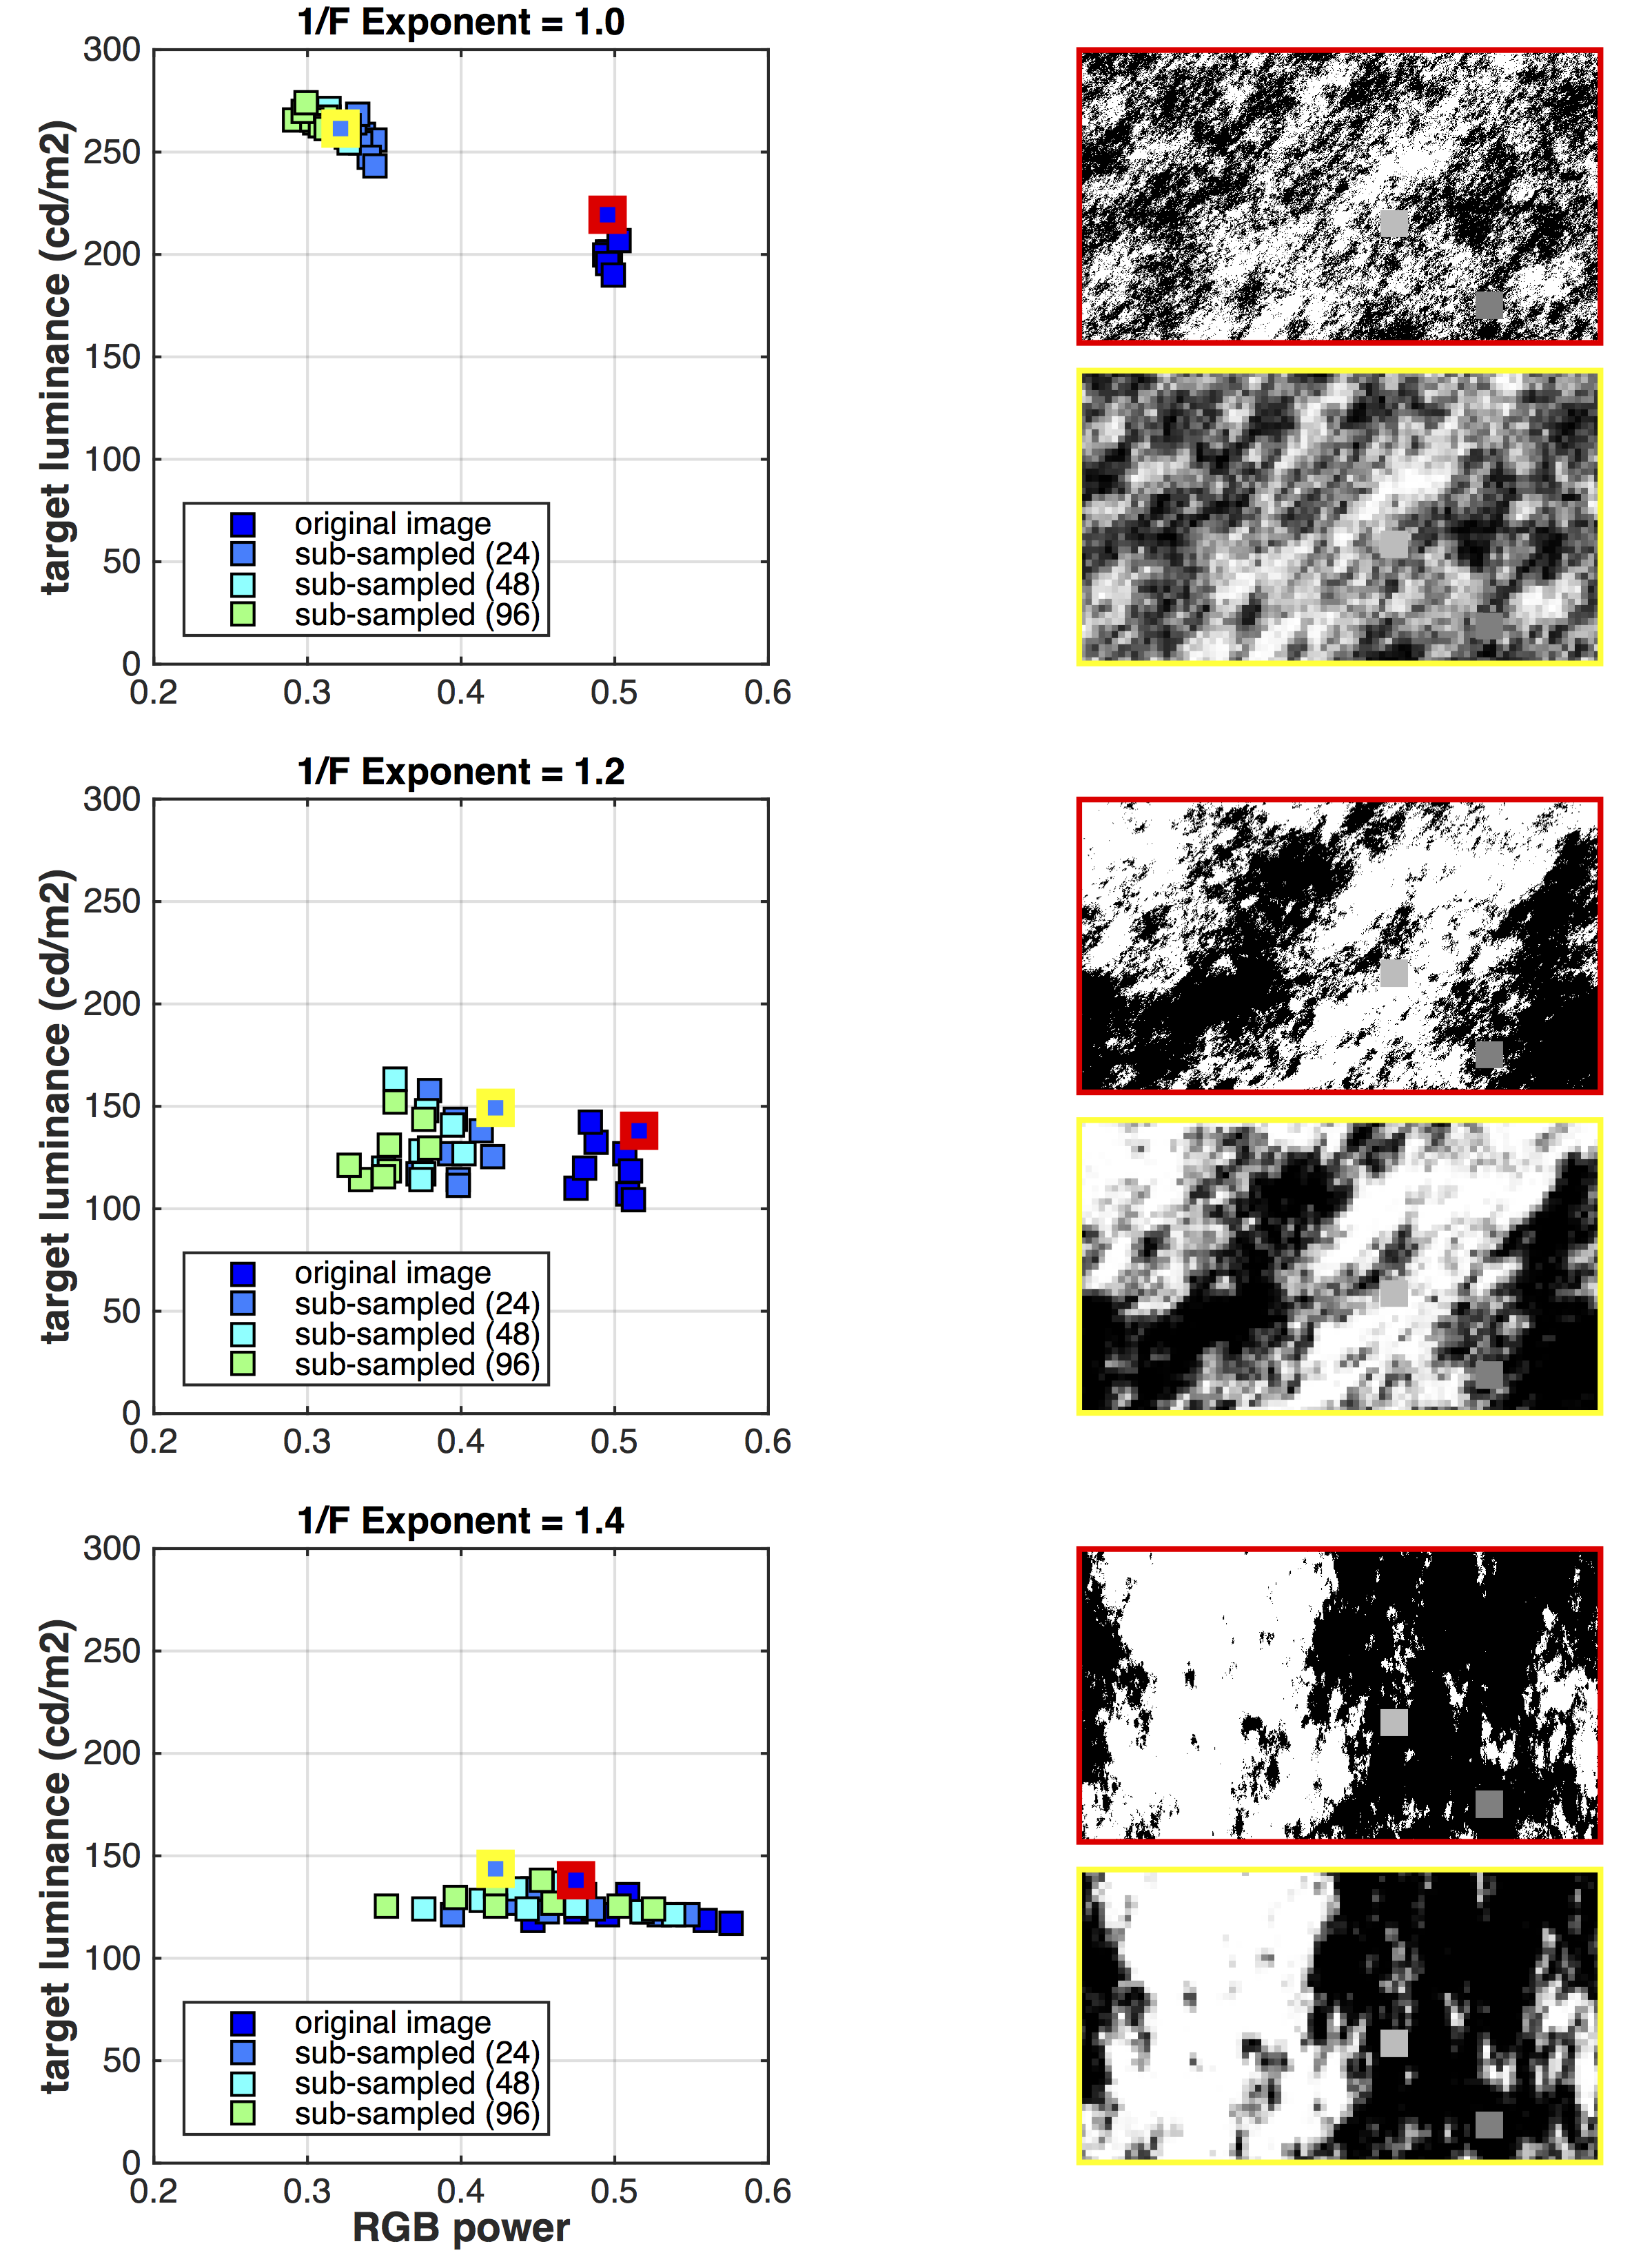 1/F Exponent = 1.0
300
250
200
150
100
50
0
target luminance (cd/m2)
original image
sub-sampled (24)
sub-sampled (48)
sub-sampled (96)
0.2 0.3 0.4 0.5 0.6
1/F Exponent = 1.2
300
250
200
150
100
50
0
target luminance (cd/m2)
original image
sub-sampled (24)
sub-sampled (48)
sub-sampled (96)
0.2 0.3 0.4 0.5 0.6
1/F Exponent = 1.4
300
250
200
150
100
50
0
target luminance (cd/m2)
original image
sub-sampled (24)
sub-sampled (48)
sub-sampled (96)
0.2 0.3 0.4 0.5 0.6
RGB power